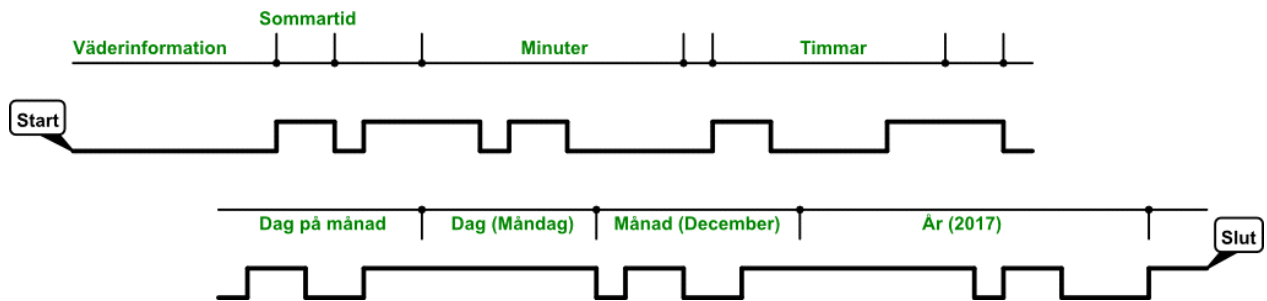 Sommartid
Väderinformation Minuter Timmar
Start
Dag på månad Dag (Måndag) Månad (December) År (2017)
Slut